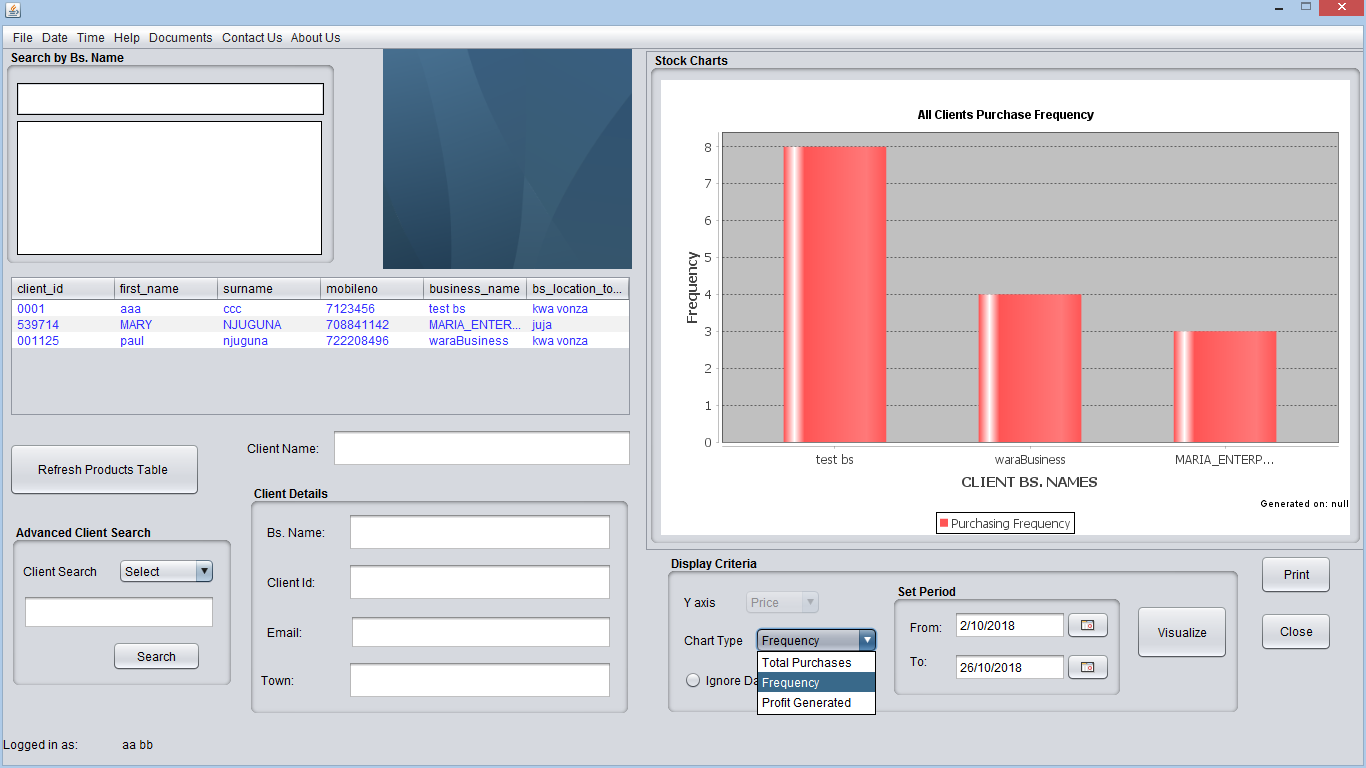 File Date Time Help Documents Contact Us About Us
Search by Bs. Name
client_id first_name surname mobileno business_name bs_location_to...
0001 aaa ccc 7123456 test bs kwa vonza
539714 MARY NJUGUNA 708841142 MARIA_ENTER... juja
001125 paul njuguna 722208496 waraBusiness kwa vonza
Refresh Products Table
Client Name:
Advanced Client Search
Client Search Select
Search
Client Details
Bs. Name:
Client Id:
Email:
Town:
Logged in as: aa bb
Stock Charts
All Clients Purchase Frequency
Frequency
8
7
6
5
4
3
2
1
0
test bs waraBusiness MARIA_ENTERP...
CLIENT BS. NAMES
Generated on: null
Purchasing Frequency
Display Criteria
Y axis Price
Chart Type Frequency
Total Purchases
Frequency
Profit Generated
Ignore Da
Set Period
From: 2/10/2018
To: 26/10/2018
Visualize
Print
Close